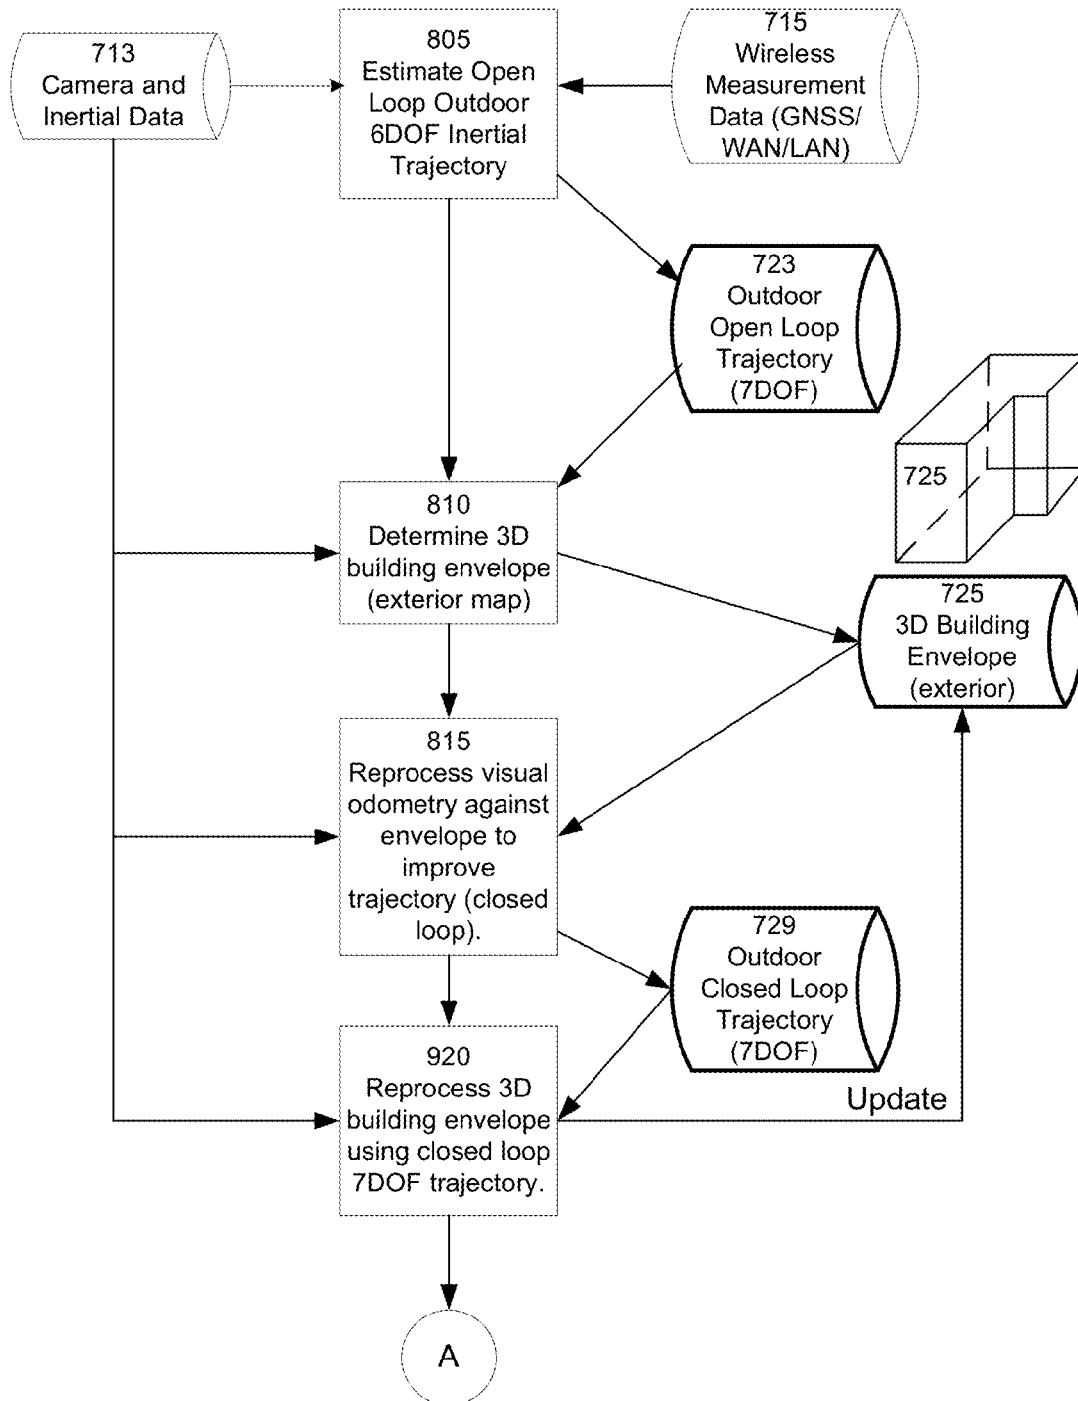 713
Camera and
Inertial Data
805
Estimate Open
Loop Outdoor
6DOF Inertial
Trajectory
715
Wireless
Measurement
Data (GNSS/
WAN/LAN)
723
Outdoor
Open Loop
Trajectory
(7DOF)
725
810
Determine 3D
building envelope
(exterior map)
725
3D Building
Envelope
(exterior)
815
Reprocess visual
odometry against
envelope to
improve
trajectory (closed
loop).
729
Outdoor
Closed Loop
Trajectory
(7DOF)
920
Reprocess 3D
building envelope
using closed loop
7DOF trajectory.
Update
A